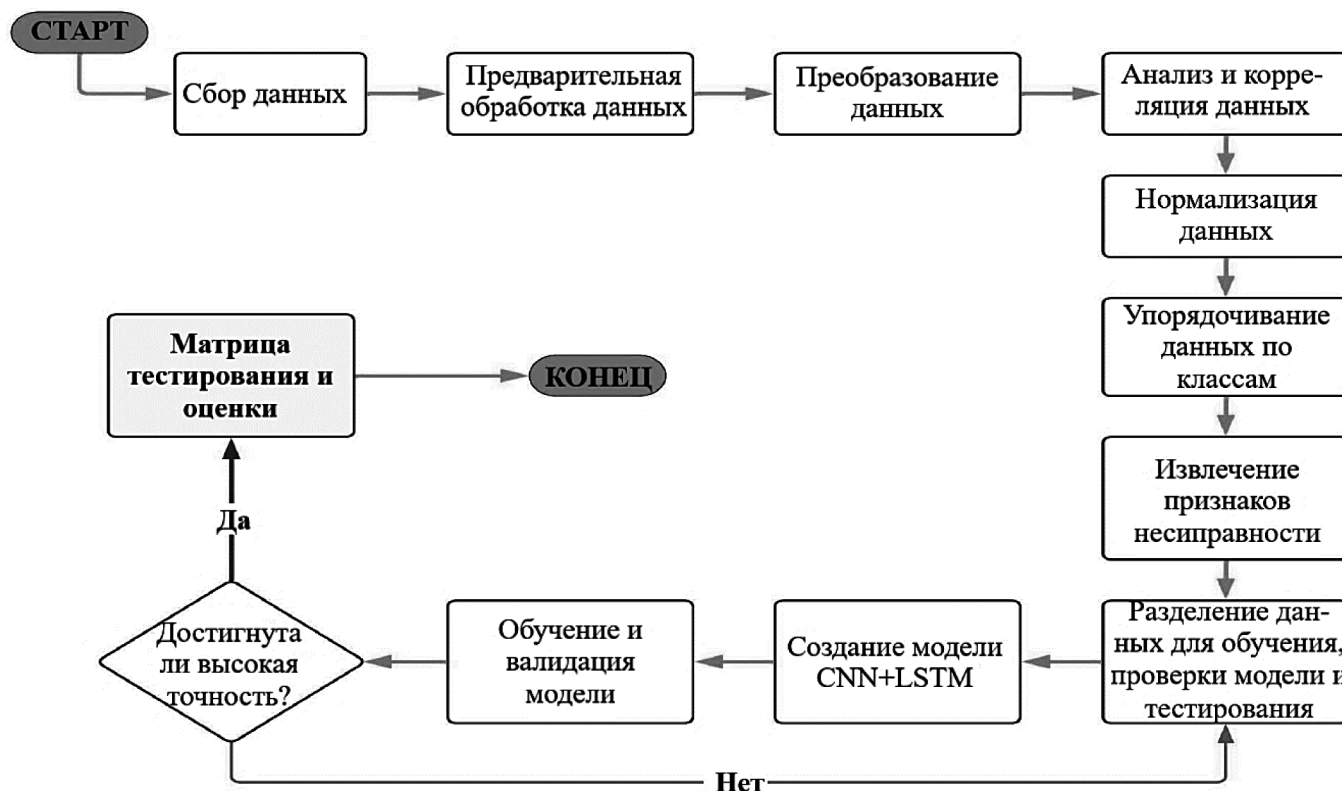 СТАРТ
Сбор данных
Предварительная
обработка данных
Преобразование
данных
Анализ и корре-
ляция данных
Нормализация
данных
Упорядочивание
данных по
классам
Извлечение
признаков
несиправности
Разделение дан-
ных для обучения,
проверки модели и
тестирования
Создание модели
CNN+LSTM
Обучение и
валидация
модели
Достигнута
ли высокая
точность?
Да
Нет
Матрица
тестирования и
оценки
КОНЕЦ